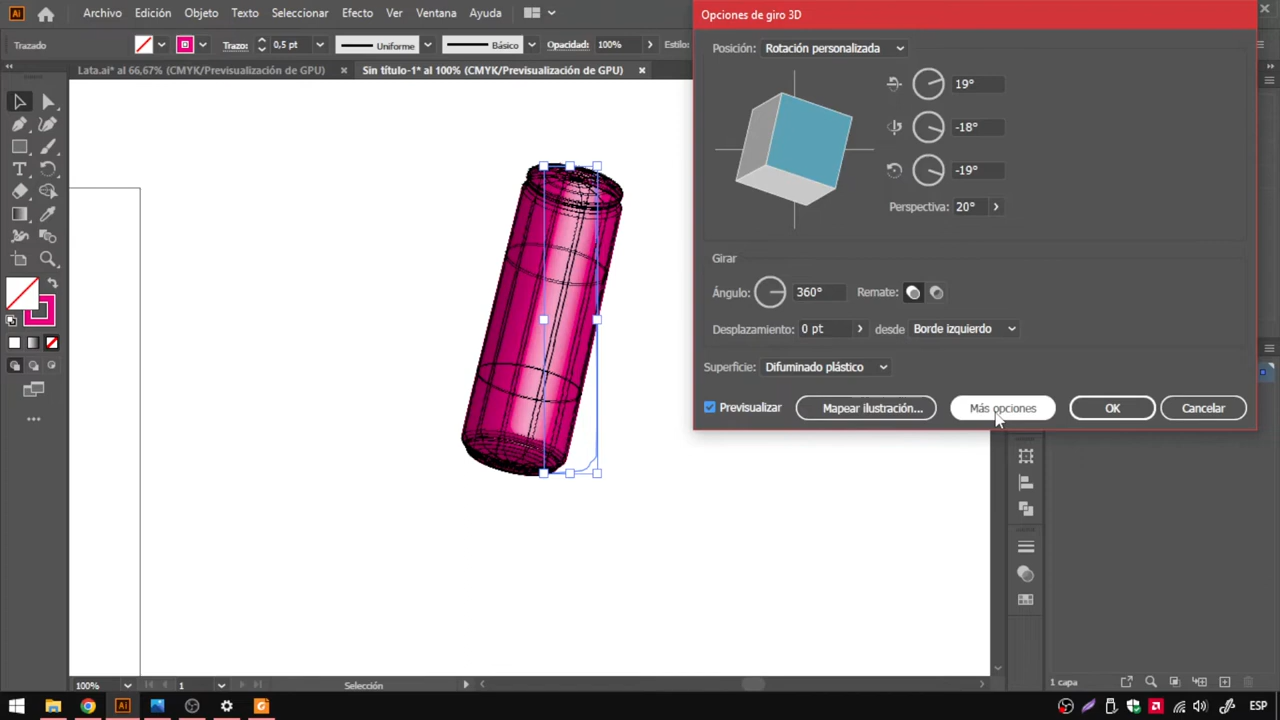 Ai Archivo Edición Objeto Texto Seleccionar Efecto Ver Ventana Ayuda
Opciones de giro 3D
Trazo: 0,5 pt Uniforme Básico Opacidad: 100% Estilo:
Posición: Rotación personalizada
Lata.ai* al 66,67% (CMYK/Previsualización de GPU) × Sin título-1* al 100% (CMYK/Previsualización de GPU) ×
19°
-18°
-19°
Perspectiva: 20°
Girar
Ángulo: 360° Remate:
Desplazamiento: 0 pt desde Borde izquierdo
Superficie: Difuminado plástico
Previsualizar Mapear ilustración... Más opciones OK Cancelar
100% 1 Selección 1 capa
Ai ESP